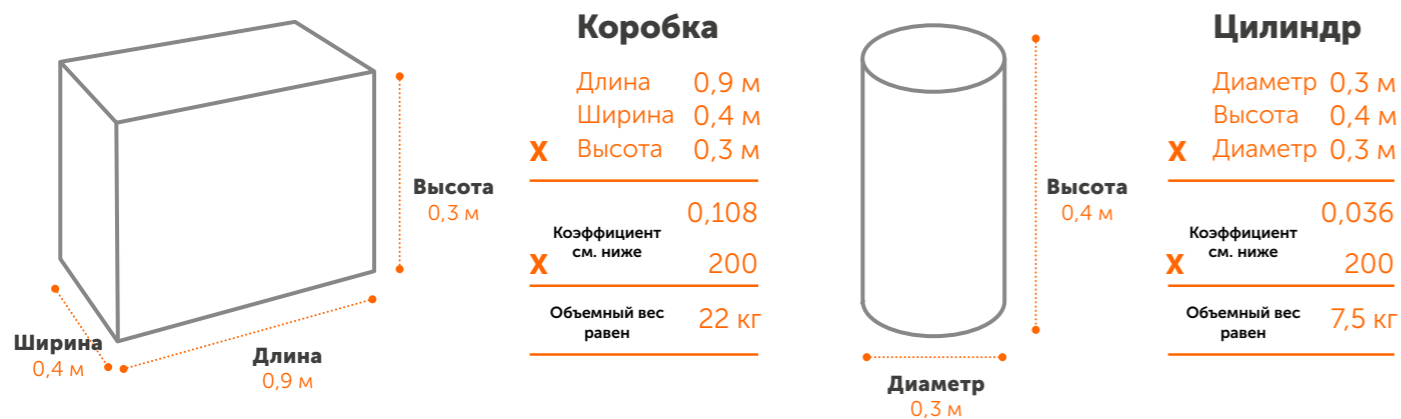 Высота
0,3 м
Ширина
0,4 м
Длина
0,9 м
Коробка
Длина 0,9 м
Ширина 0,4 м
X Высота 0,3 м
0,108
Коэффициент
см. ниже
X 200
Объемный вес
равен
22 кг
Высота
0,4 м
Диаметр
0,3 м
Цилиндр
Диаметр 0,3 м
Высота 0,4 м
X Диаметр 0,3 м
0,036
Коэффициент
см. ниже
X 200
Объемный вес
равен
7,5 кг